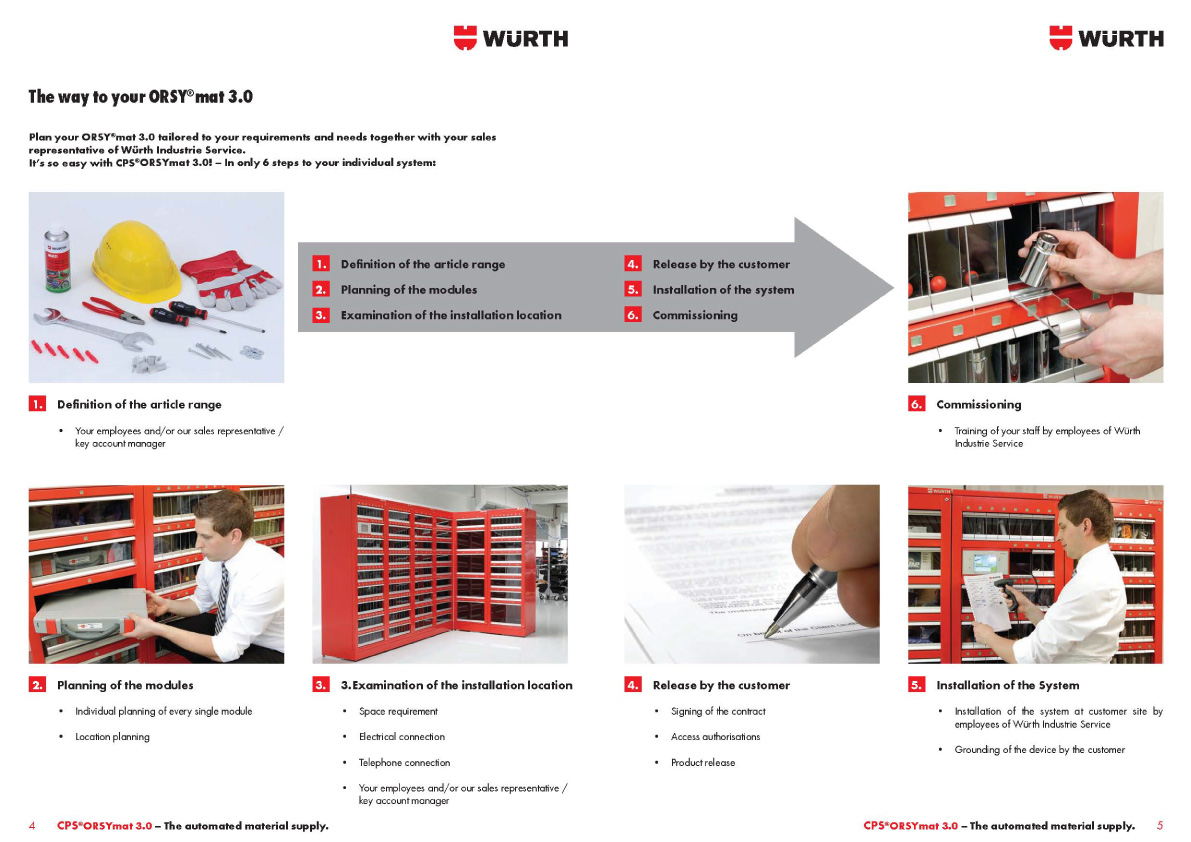 WÜRTH
WÜRTH
The way to your ORSY®mat 3.0
Plan your ORSY®mat 3.0 tailored to your requirements and needs together with your sales
representative of Würth Industrie Service.
It's so easy with CPS®ORSYmat 3.0! – In only 6 steps to your individual system:
1. Definition of the article range
2. Planning of the modules
3. Examination of the installation location
4. Release by the customer
5. Installation of the system
6. Commissioning
1. Definition of the article range
• Your employees and/or our sales representative /
key account manager
6. Commissioning
• Training of your staff by employees of Würth
Industrie Service
2. Planning of the modules
• Individual planning of every single module
• Location planning
3. 3.Examination of the installation location
• Space requirement
• Electrical connection
• Telephone connection
• Your employees and/or our sales representative /
key account manager
4. Release by the customer
• Signing of the contract
• Access authorisations
• Product release
5. Installation of the System
• Installation of the system at customer site by
employees of Würth Industrie Service
• Grounding of the device by the customer
4 CPS®ORSYmat 3.0 – The automated material supply.
CPS®ORSYmat 3.0 – The automated material supply. 5